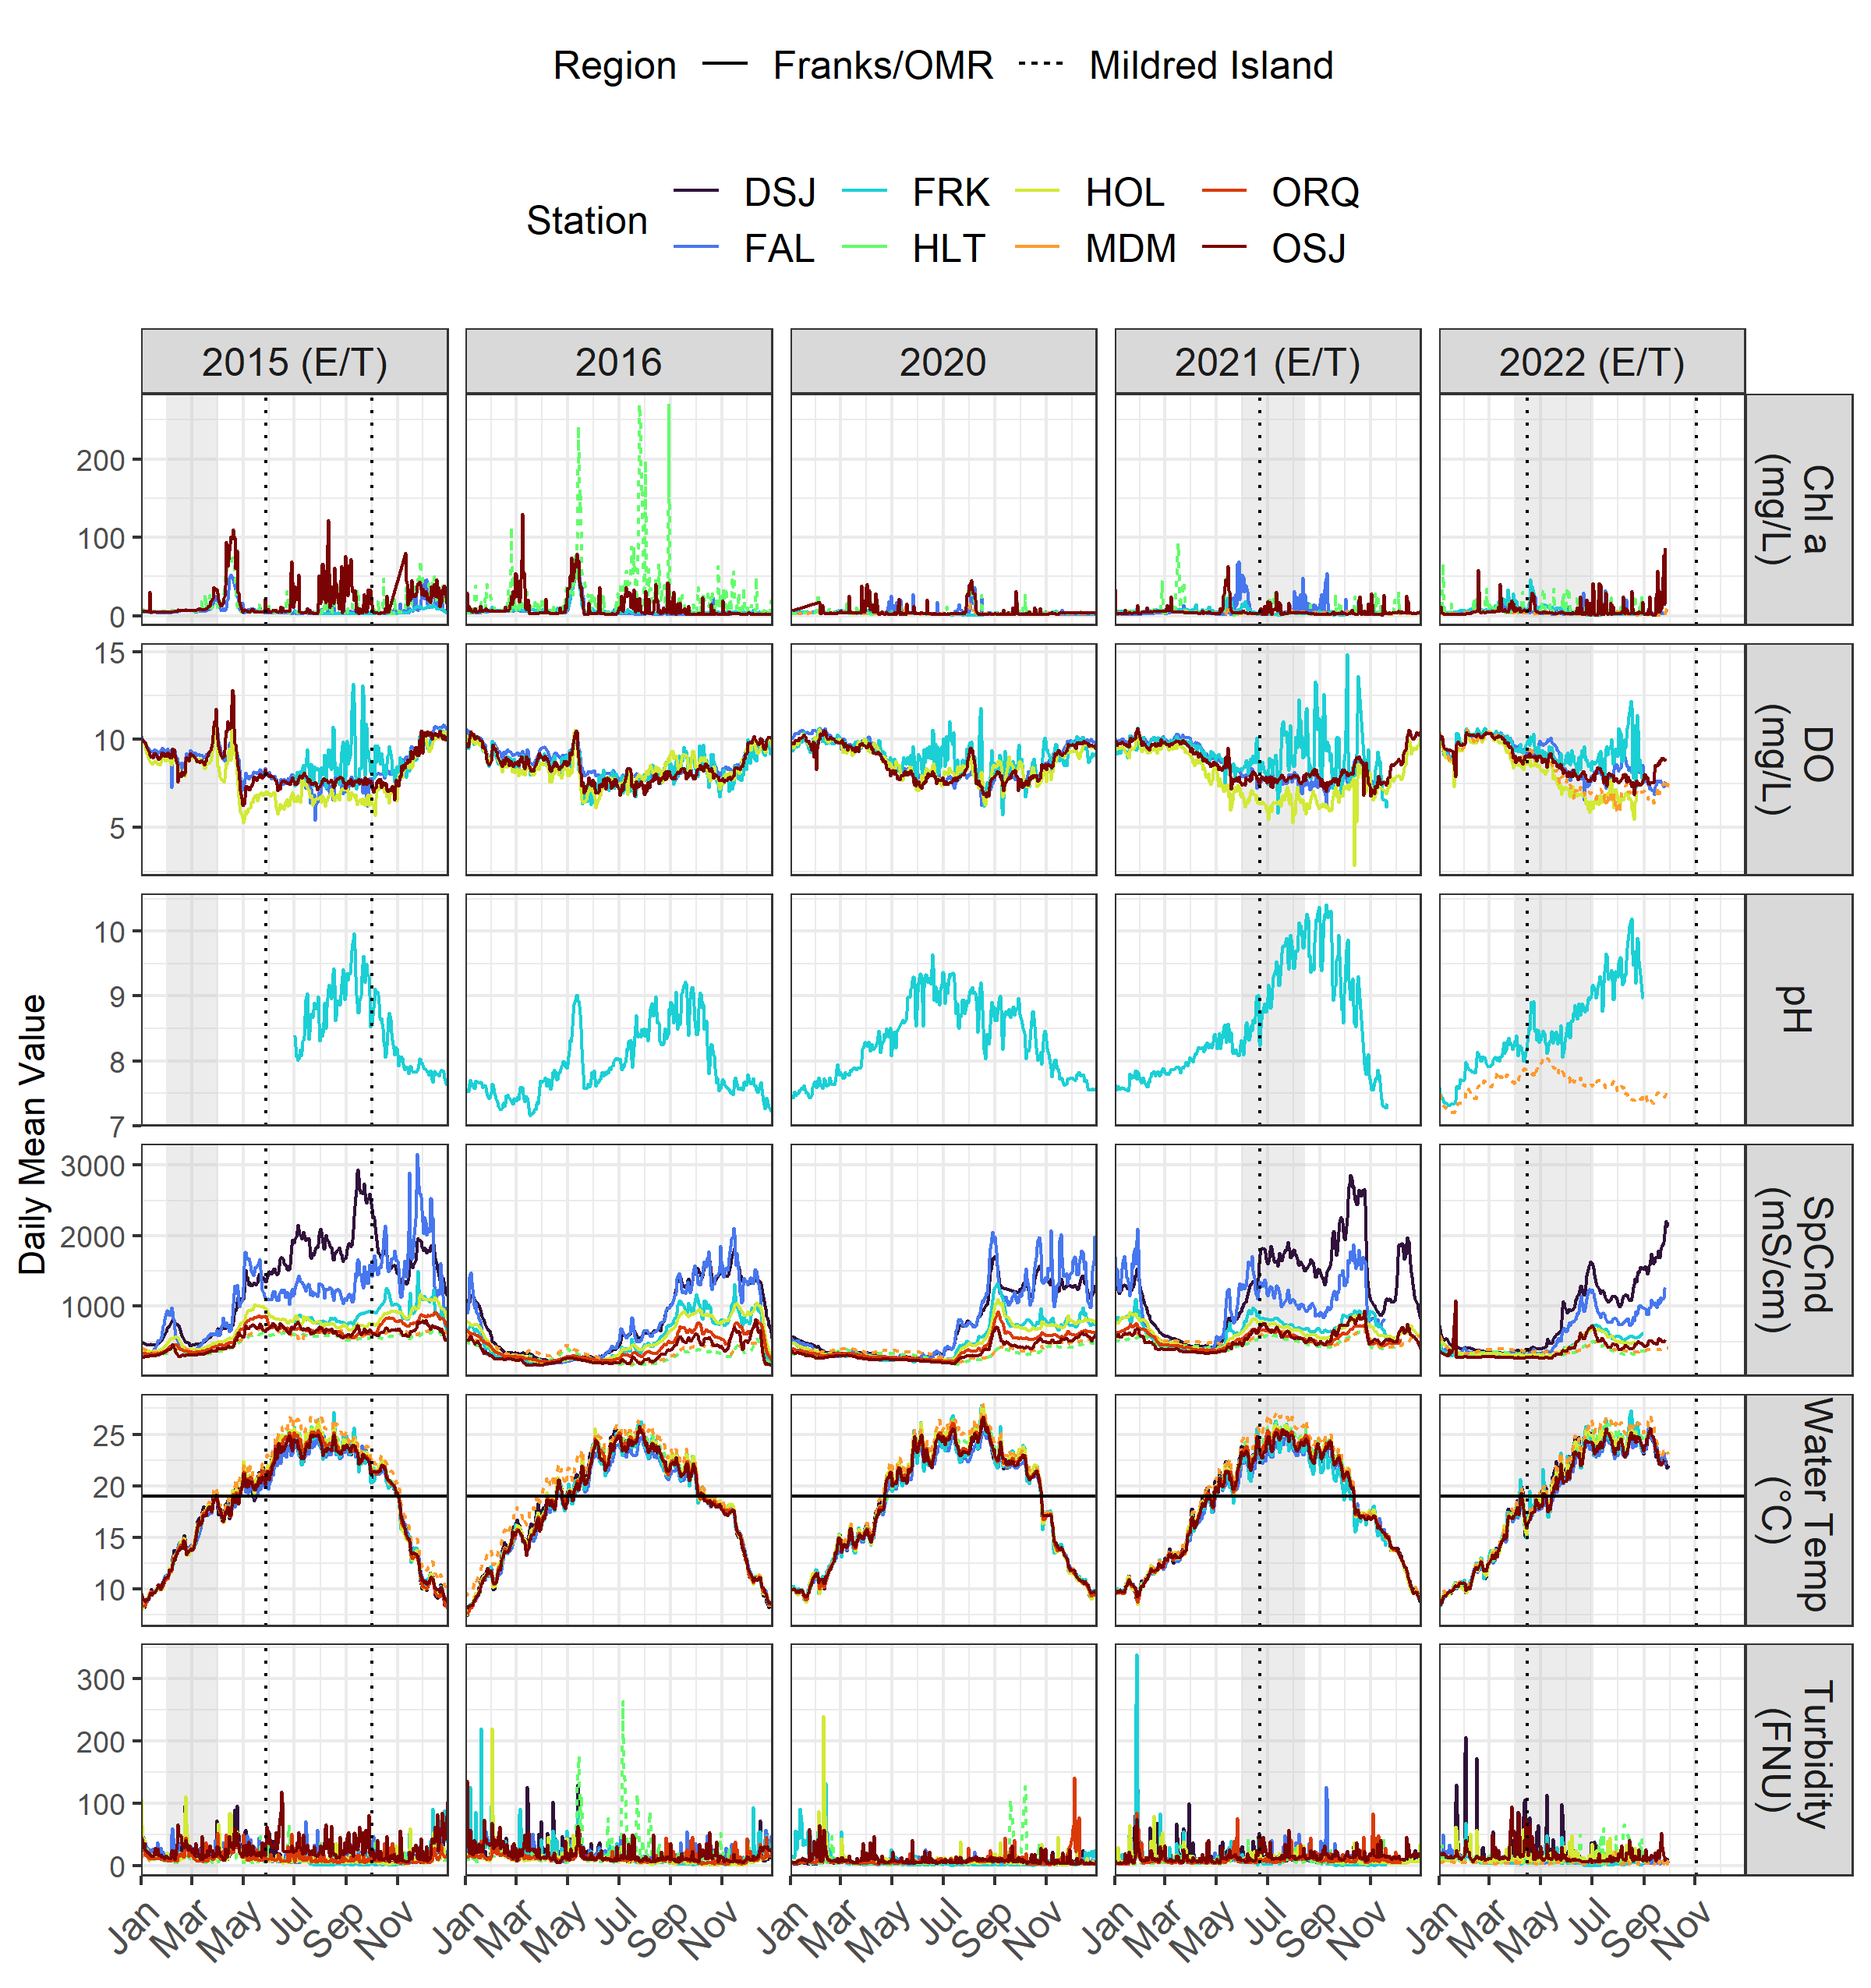 Region Franks/OMR Mildred Island
Station
DSJ FRK HOL ORQ
FAL HLT MDM OSJ
2015 (E/T) 2016 2020 2021 (E/T) 2022 (E/T)
Daily Mean Value
200
100
0
Chl a
(mg/L)
15
10
5
DO
(mg/L)
10
9
8
7
pH
3000
2000
1000
SpCnd
(mS/cm)
25
20
15
10
Water Temp
(°C)
300
200
100
0
Turbidity
(FNU)
Jan Mar May Jul Sep Nov Jan Mar May Jul Sep Nov Jan Mar May Jul Sep Nov Jan Mar May Jul Sep Nov Jan Mar May Jul Sep Nov